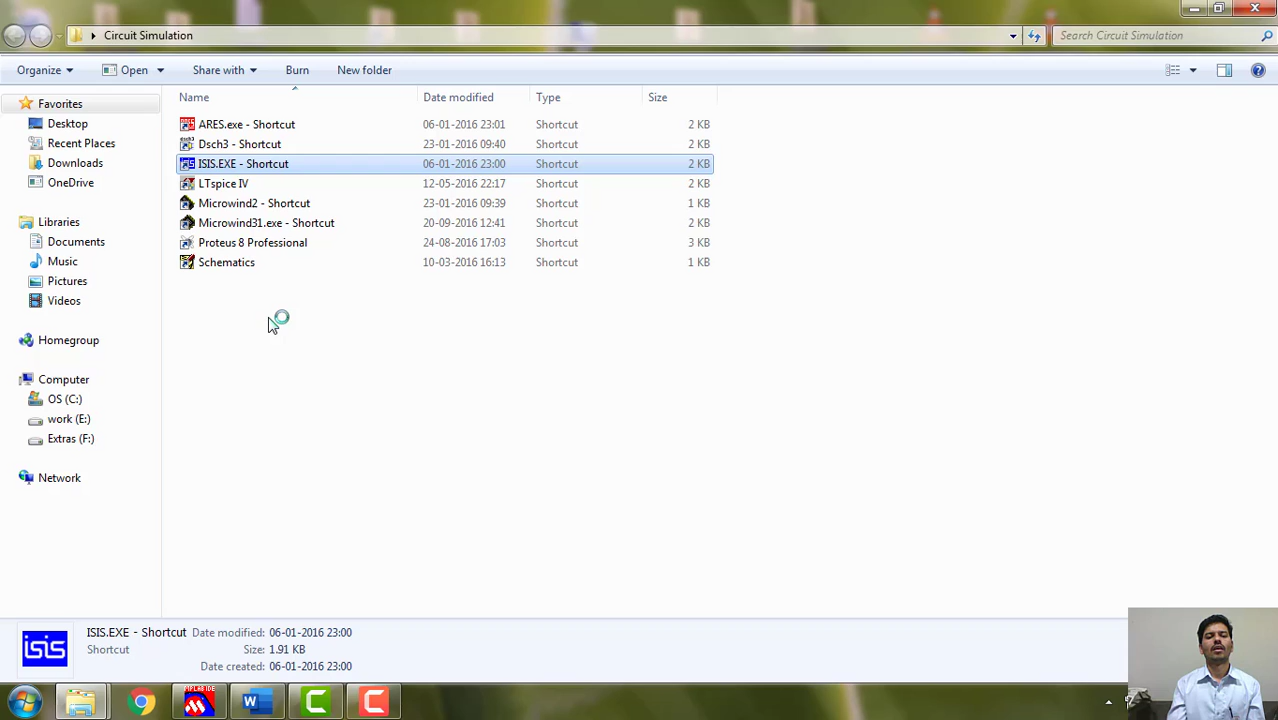 Circuit Simulation
Search Circuit Simulation
Organize Open Share with Burn New folder
Name Date modified Type Size
Favorites
Desktop
Recent Places
Downloads
OneDrive
Libraries
Documents
Music
Pictures
Videos
Homegroup
Computer
OS (C:)
work (E:)
Extras (F:)
Network
ARES.exe - Shortcut 06-01-2016 23:01 Shortcut 2 KB
Dsch3 - Shortcut 23-01-2016 09:40 Shortcut 2 KB
ISIS.EXE - Shortcut 06-01-2016 23:00 Shortcut 2 KB
LTspice IV 12-05-2016 22:17 Shortcut 2 KB
Microwind2 - Shortcut 23-01-2016 09:39 Shortcut 1 KB
Microwind31.exe - Shortcut 20-09-2016 12:41 Shortcut 2 KB
Proteus 8 Professional 24-08-2016 17:03 Shortcut 3 KB
Schematics 10-03-2016 16:13 Shortcut 1 KB
isis
ISIS.EXE - Shortcut Date modified: 06-01-2016 23:00
Shortcut Size: 1.91 KB
Date created: 06-01-2016 23:00
MPLAB IDE
W